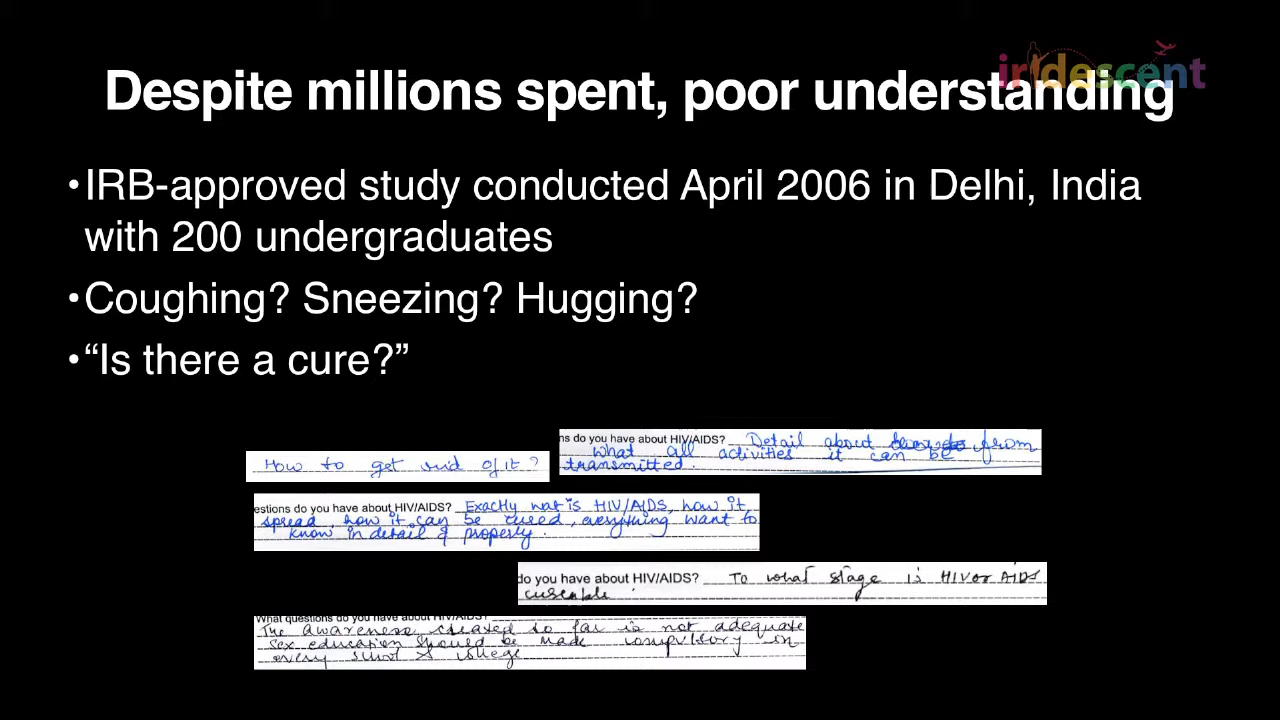 iridescent
Despite millions spent, poor understanding
•IRB-approved study conducted April 2006 in Delhi, India
with 200 undergraduates
•Coughing? Sneezing? Hugging?
•“Is there a cure?”
ns do you have about HIV/AIDS? Detail about from
what all activities it can be
transmitted.
How to get rid of it?
estions do you have about HIV/AIDS? Exactly wat is HIV/AIDS, how it
spread, how it can be cured, everything want to
know in detail & property.
do you have about HIV/AIDS? To what stage is HIV or AIDS
curable
What questions do you have about HIV/AIDS?
The awareness created so far is not adequate
sex education should be made compulsory in
every school & college